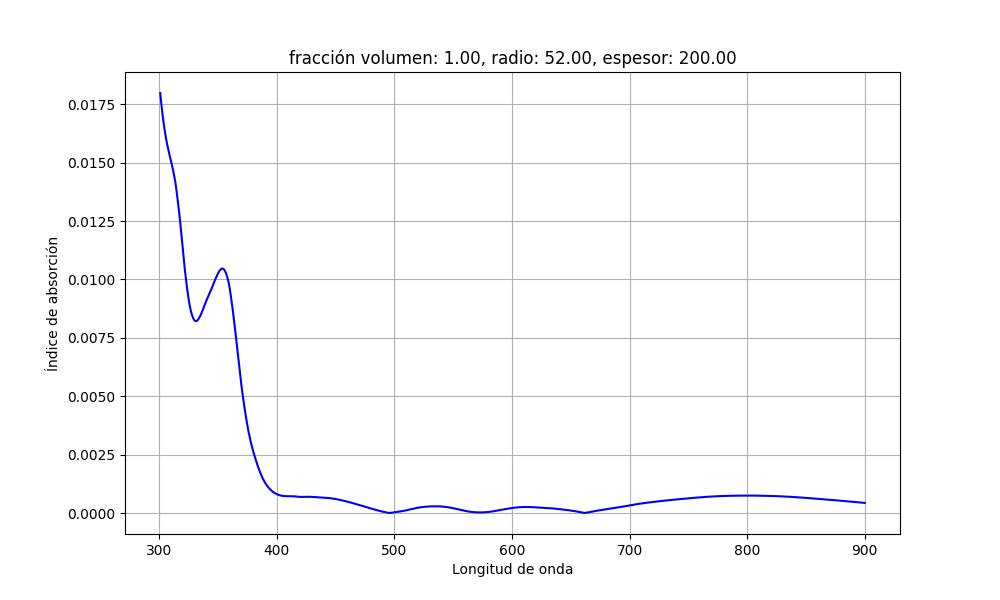 fracción volumen: 1.00, radio: 52.00, espesor: 200.00
0.0175
0.0150
0.0125
0.0100
0.0075
0.0050
0.0025
0.0000
Índice de absorción
300 400 500 600 700 800 900
Longitud de onda